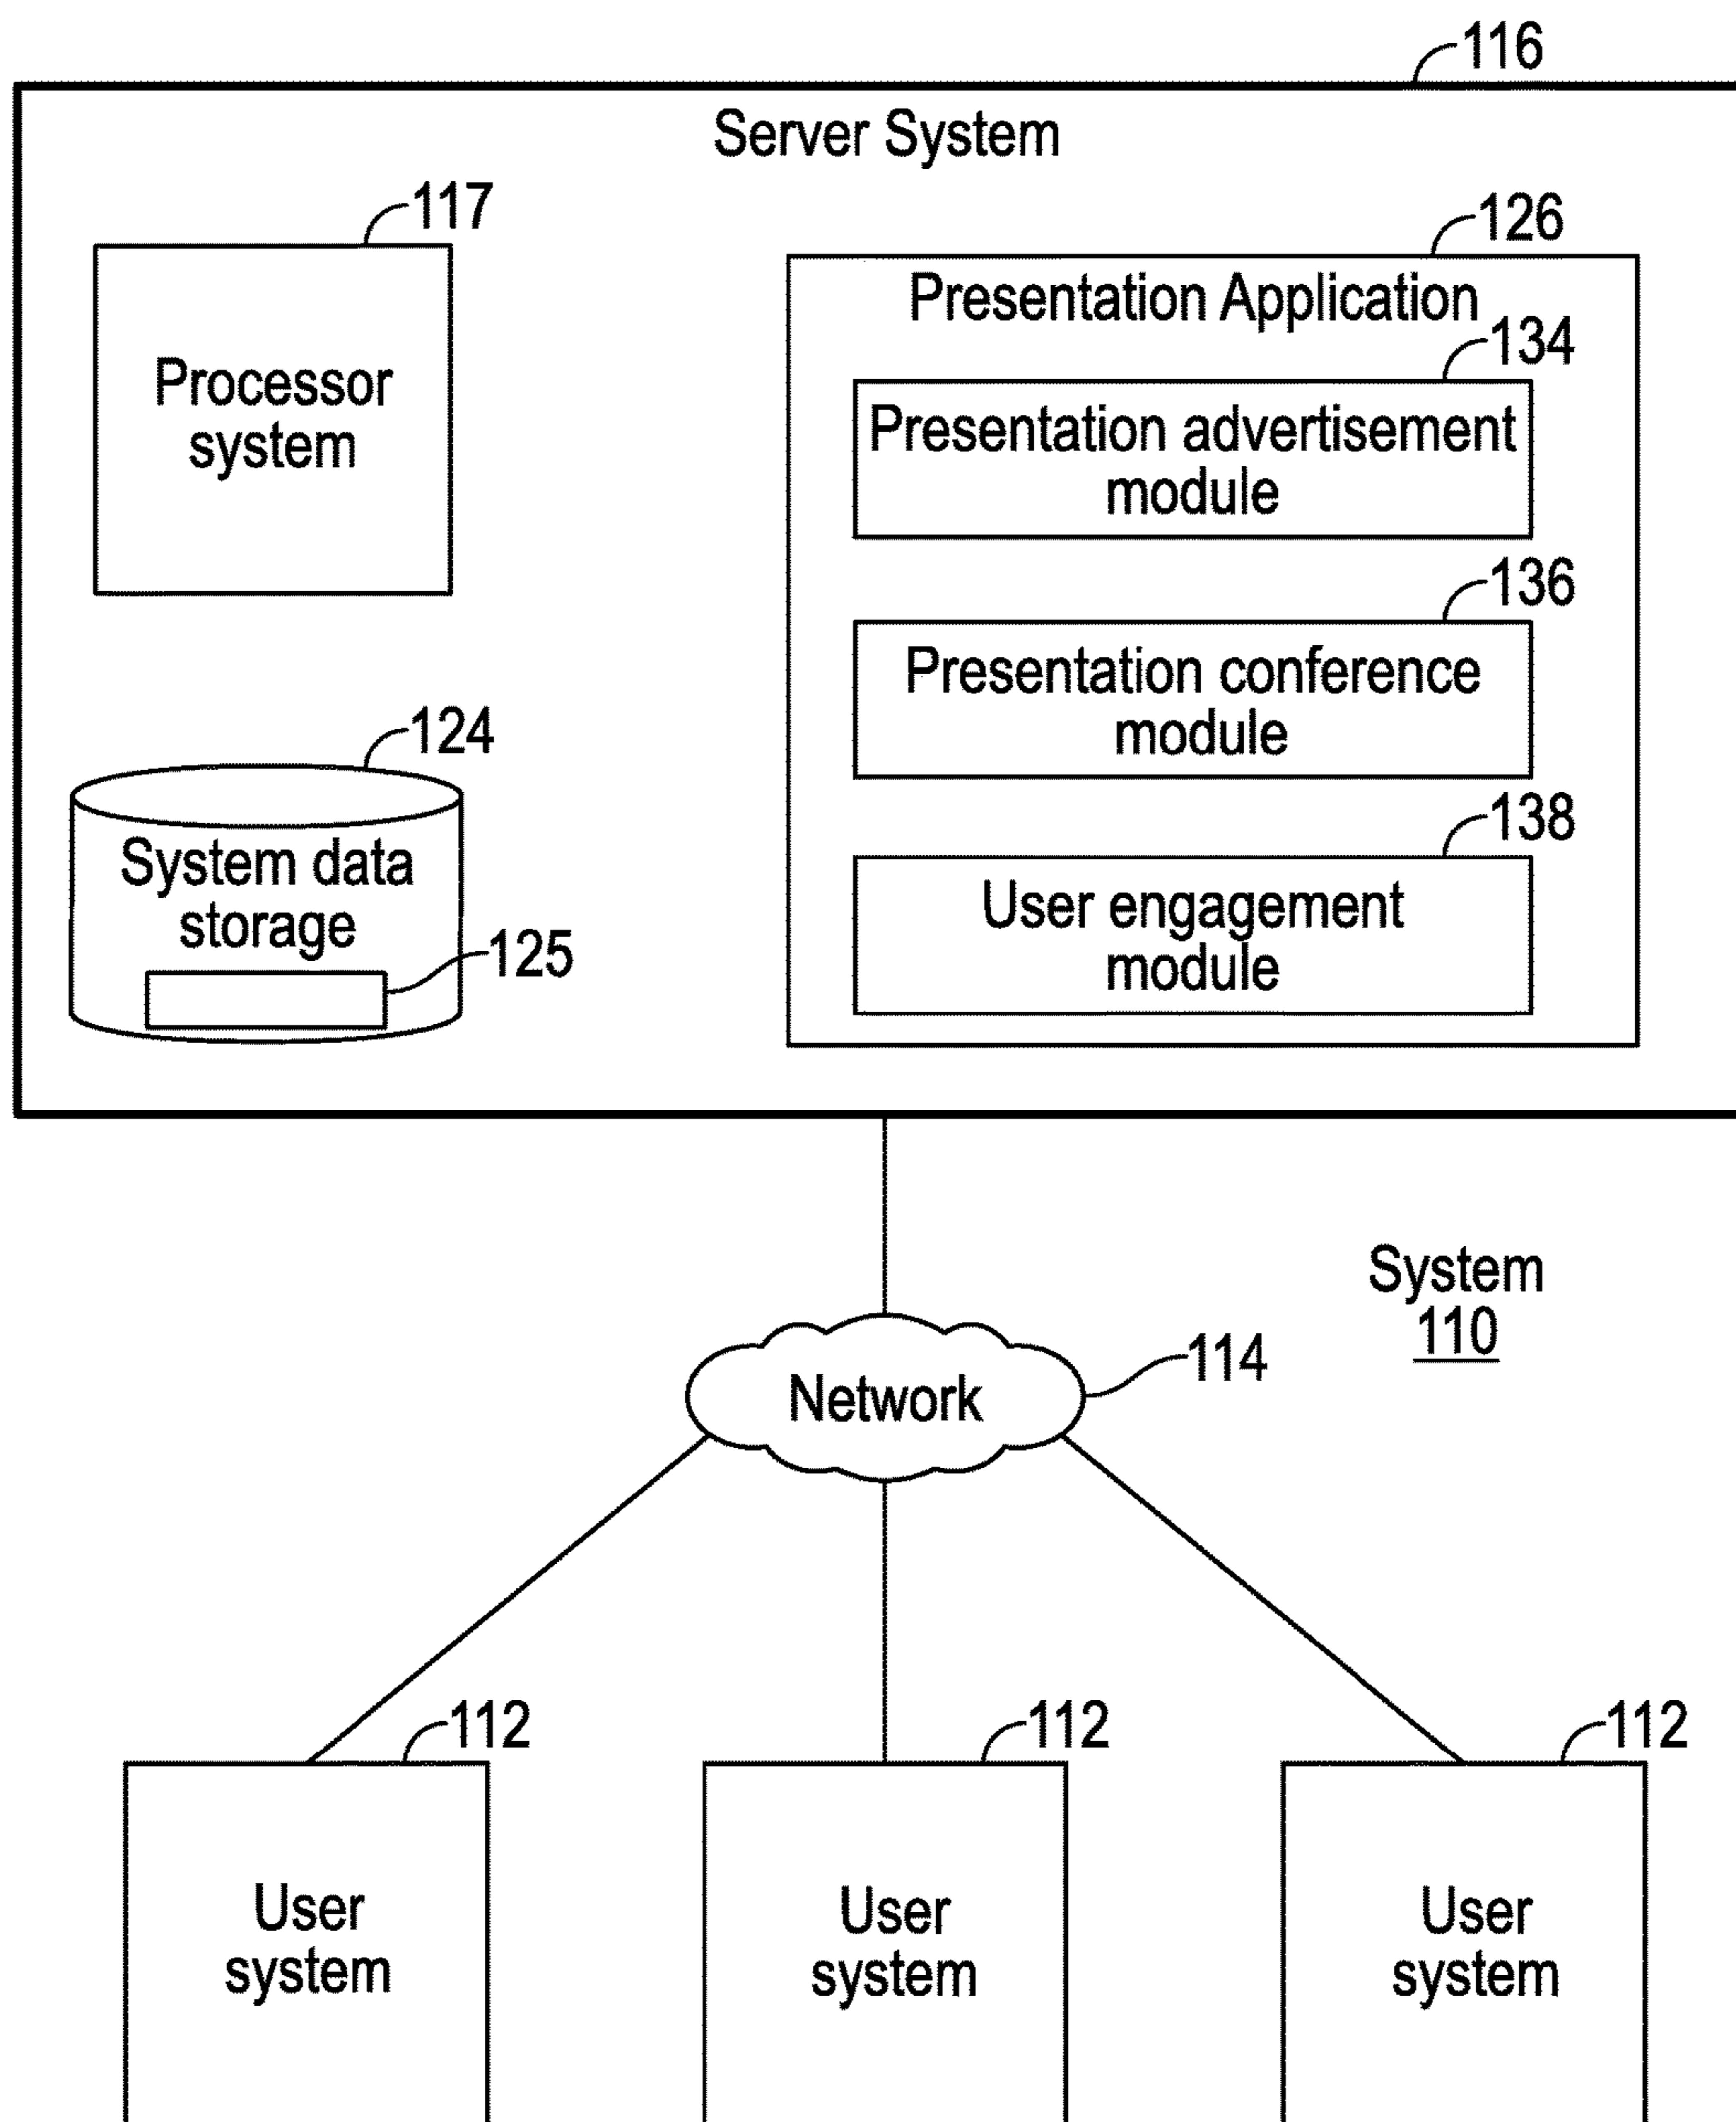 116
Server System
117
126
Processor
system
Presentation Application
134
Presentation advertisement
module
136
Presentation conference
module
124
System data
storage
125
138
User engagement
module
System
110
Network
114
112
112
112
User
system
User
system
User
system